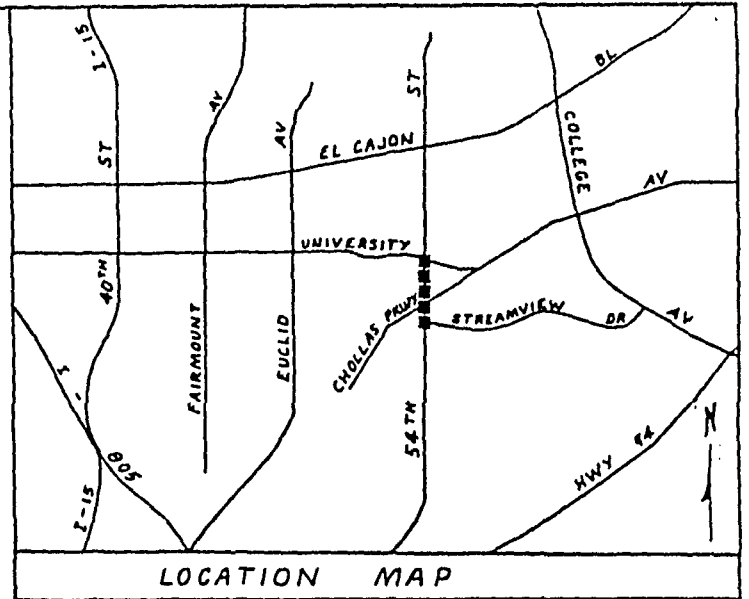 I-15
ST
40TH
AV
FAIRMOUNT
AV
EUCLID
EL CAJON
BL
ST
54TH
COLLEGE
AV
AV
UNIVERSITY
CHOLLAS PKWY
STREAMVIEW
DR
I-
805
I-15
HWY 94
N
LOCATION MAP